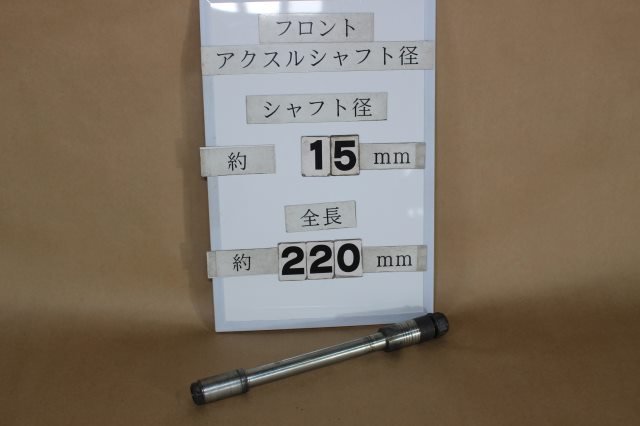 フロント
アクスルシャフト径
シャフト径
約 15 mm
全長
約 220 mm